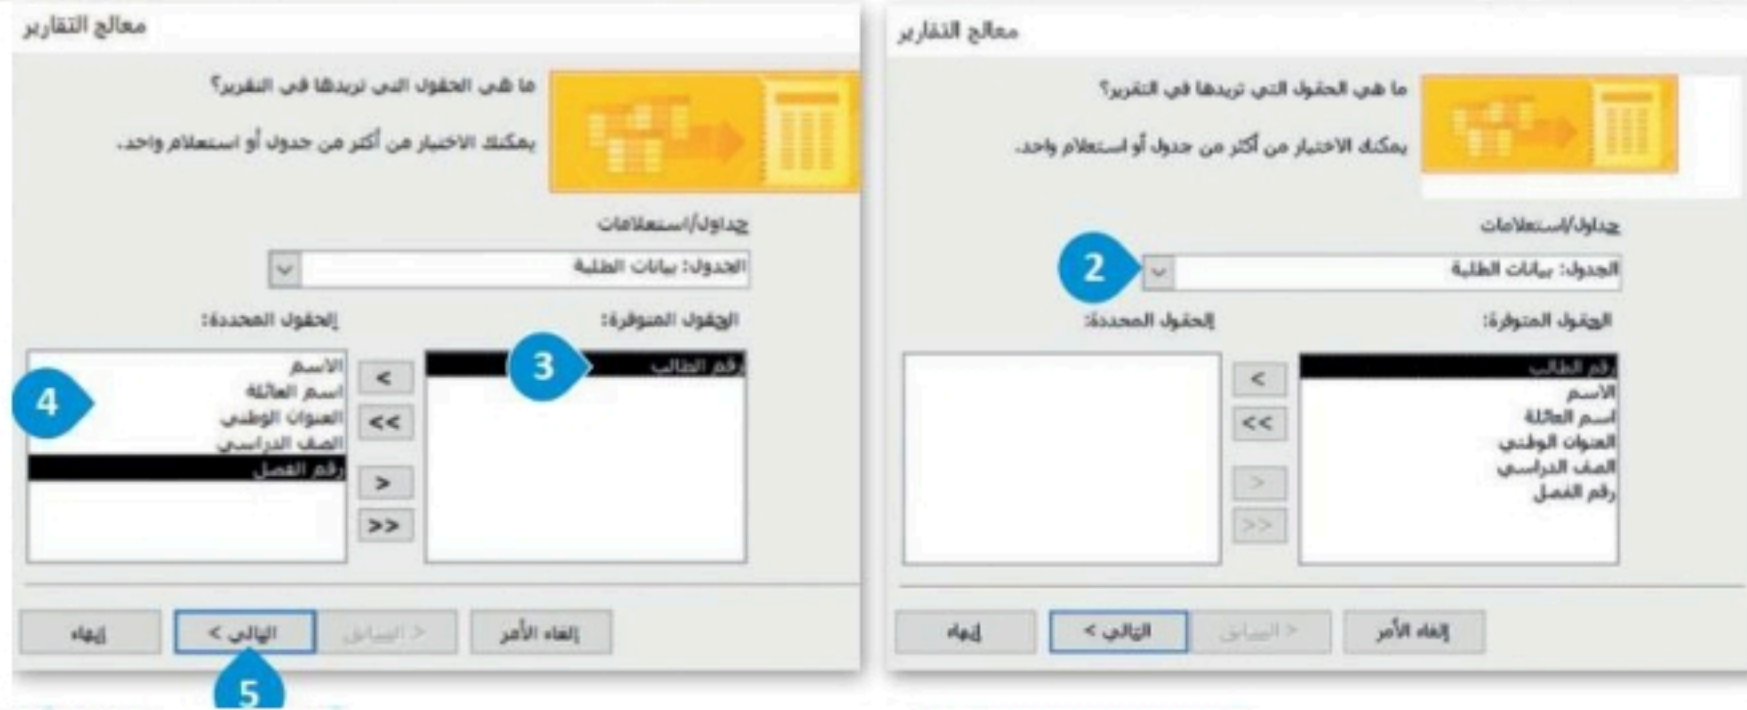 معالج التقارير
ما هي الحقول التي تريدها في التقرير؟
يمكنك الاختيار من أكثر من جدول أو استعلام واحد.
جداول/استعلامات
الجدول: بيانات الطلبة
2
الحقول المتوفرة:
الحقول المحددة:
رقم الطالب
الاسم
اسم العائلة
العنوان الوطني
الصف الدراسي
رقم الفصل
>
>>
<
<<
إلغاء الأمر
< السابق
التالي >
إنهاء
معالج التقارير
ما هي الحقول التي تريدها في التقرير؟
يمكنك الاختيار من أكثر من جدول أو استعلام واحد.
جداول/استعلامات
الجدول: بيانات الطلبة
الحقول المتوفرة:
الحقول المحددة:
رقم الطالب
3
>
>>
<
<<
الاسم
اسم العائلة
العنوان الوطني
الصف الدراسي
رقم الفصل
4
إلغاء الأمر
< السابق
التالي >
إنهاء
5